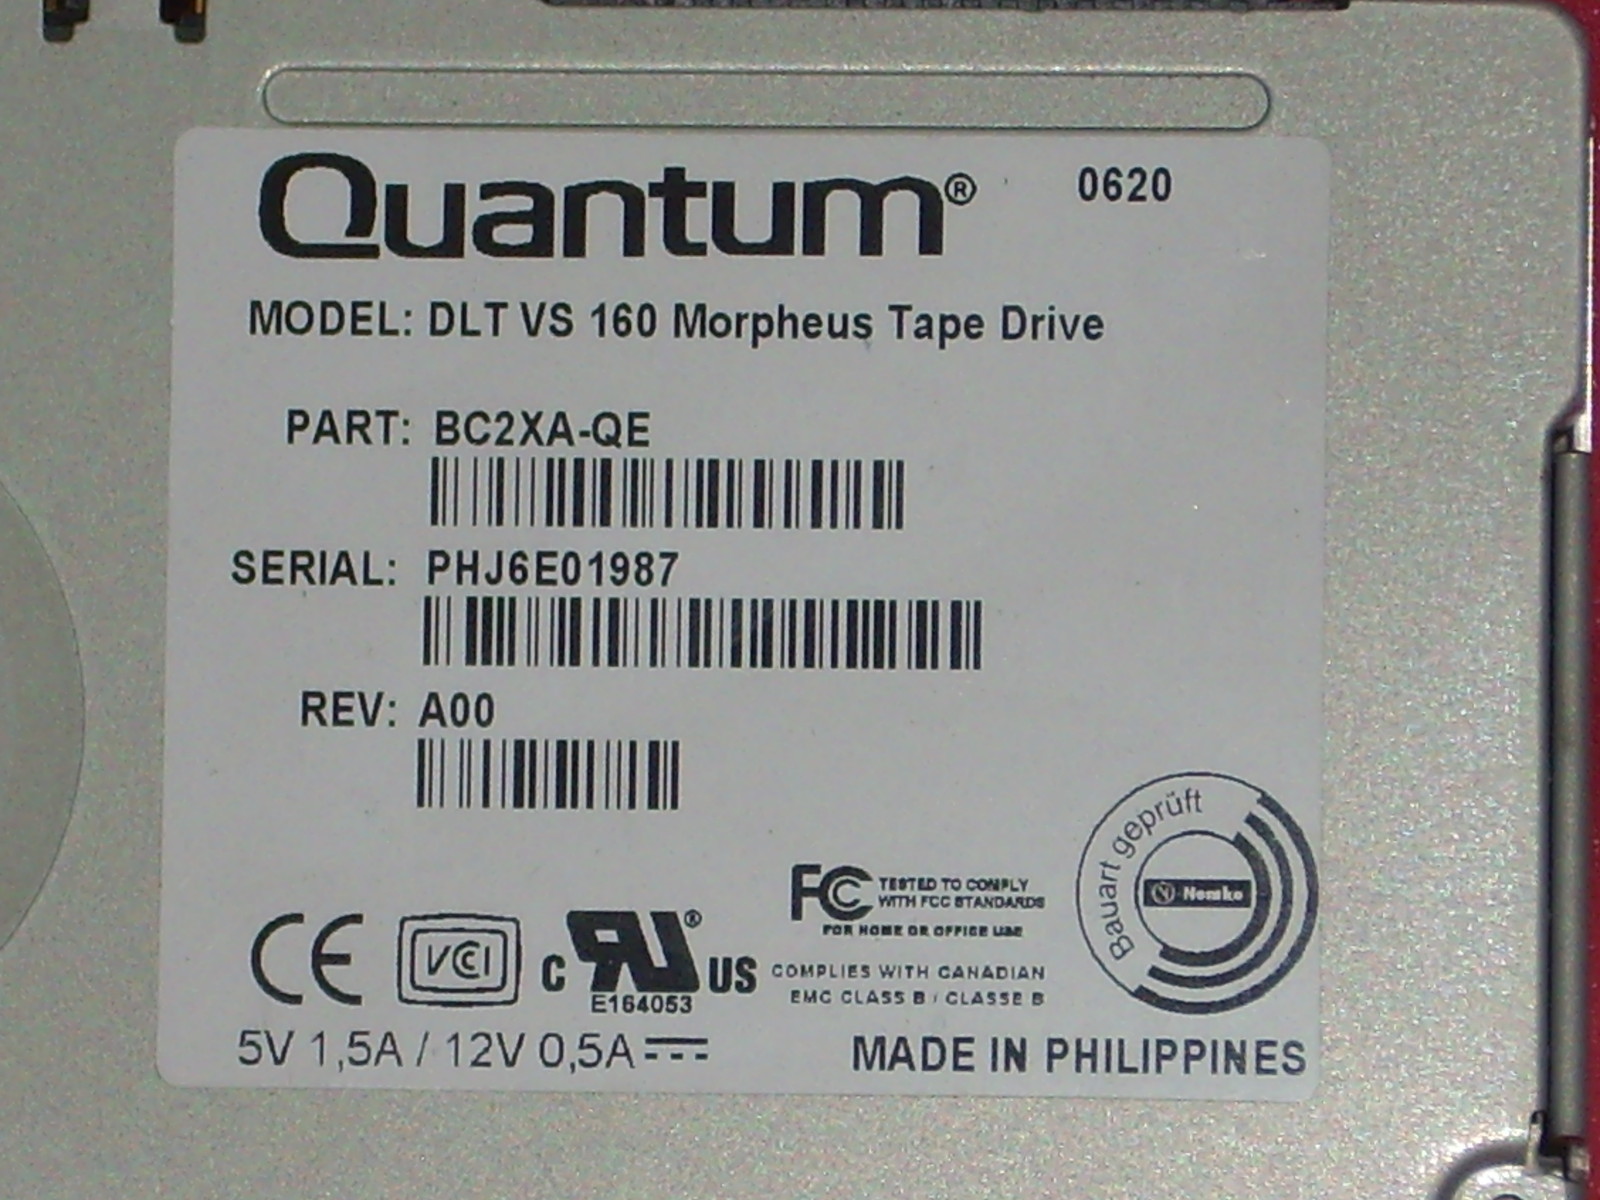 Quantum® 0620
MODEL: DLT VS 160 Morpheus Tape Drive
PART: BC2XA-QE
SERIAL: PHJ6E01987
REV: A00
Bauart geprüft
N Nemko
FC TESTED TO COMPLY
WITH FCC STANDARDS
FOR HOME OR OFFICE USE
CE VCCI C UL® US
E164053
COMPLIES WITH CANADIAN
EMC CLASS B / CLASSE B
5V 1,5A / 12V 0,5A
MADE IN PHILIPPINES